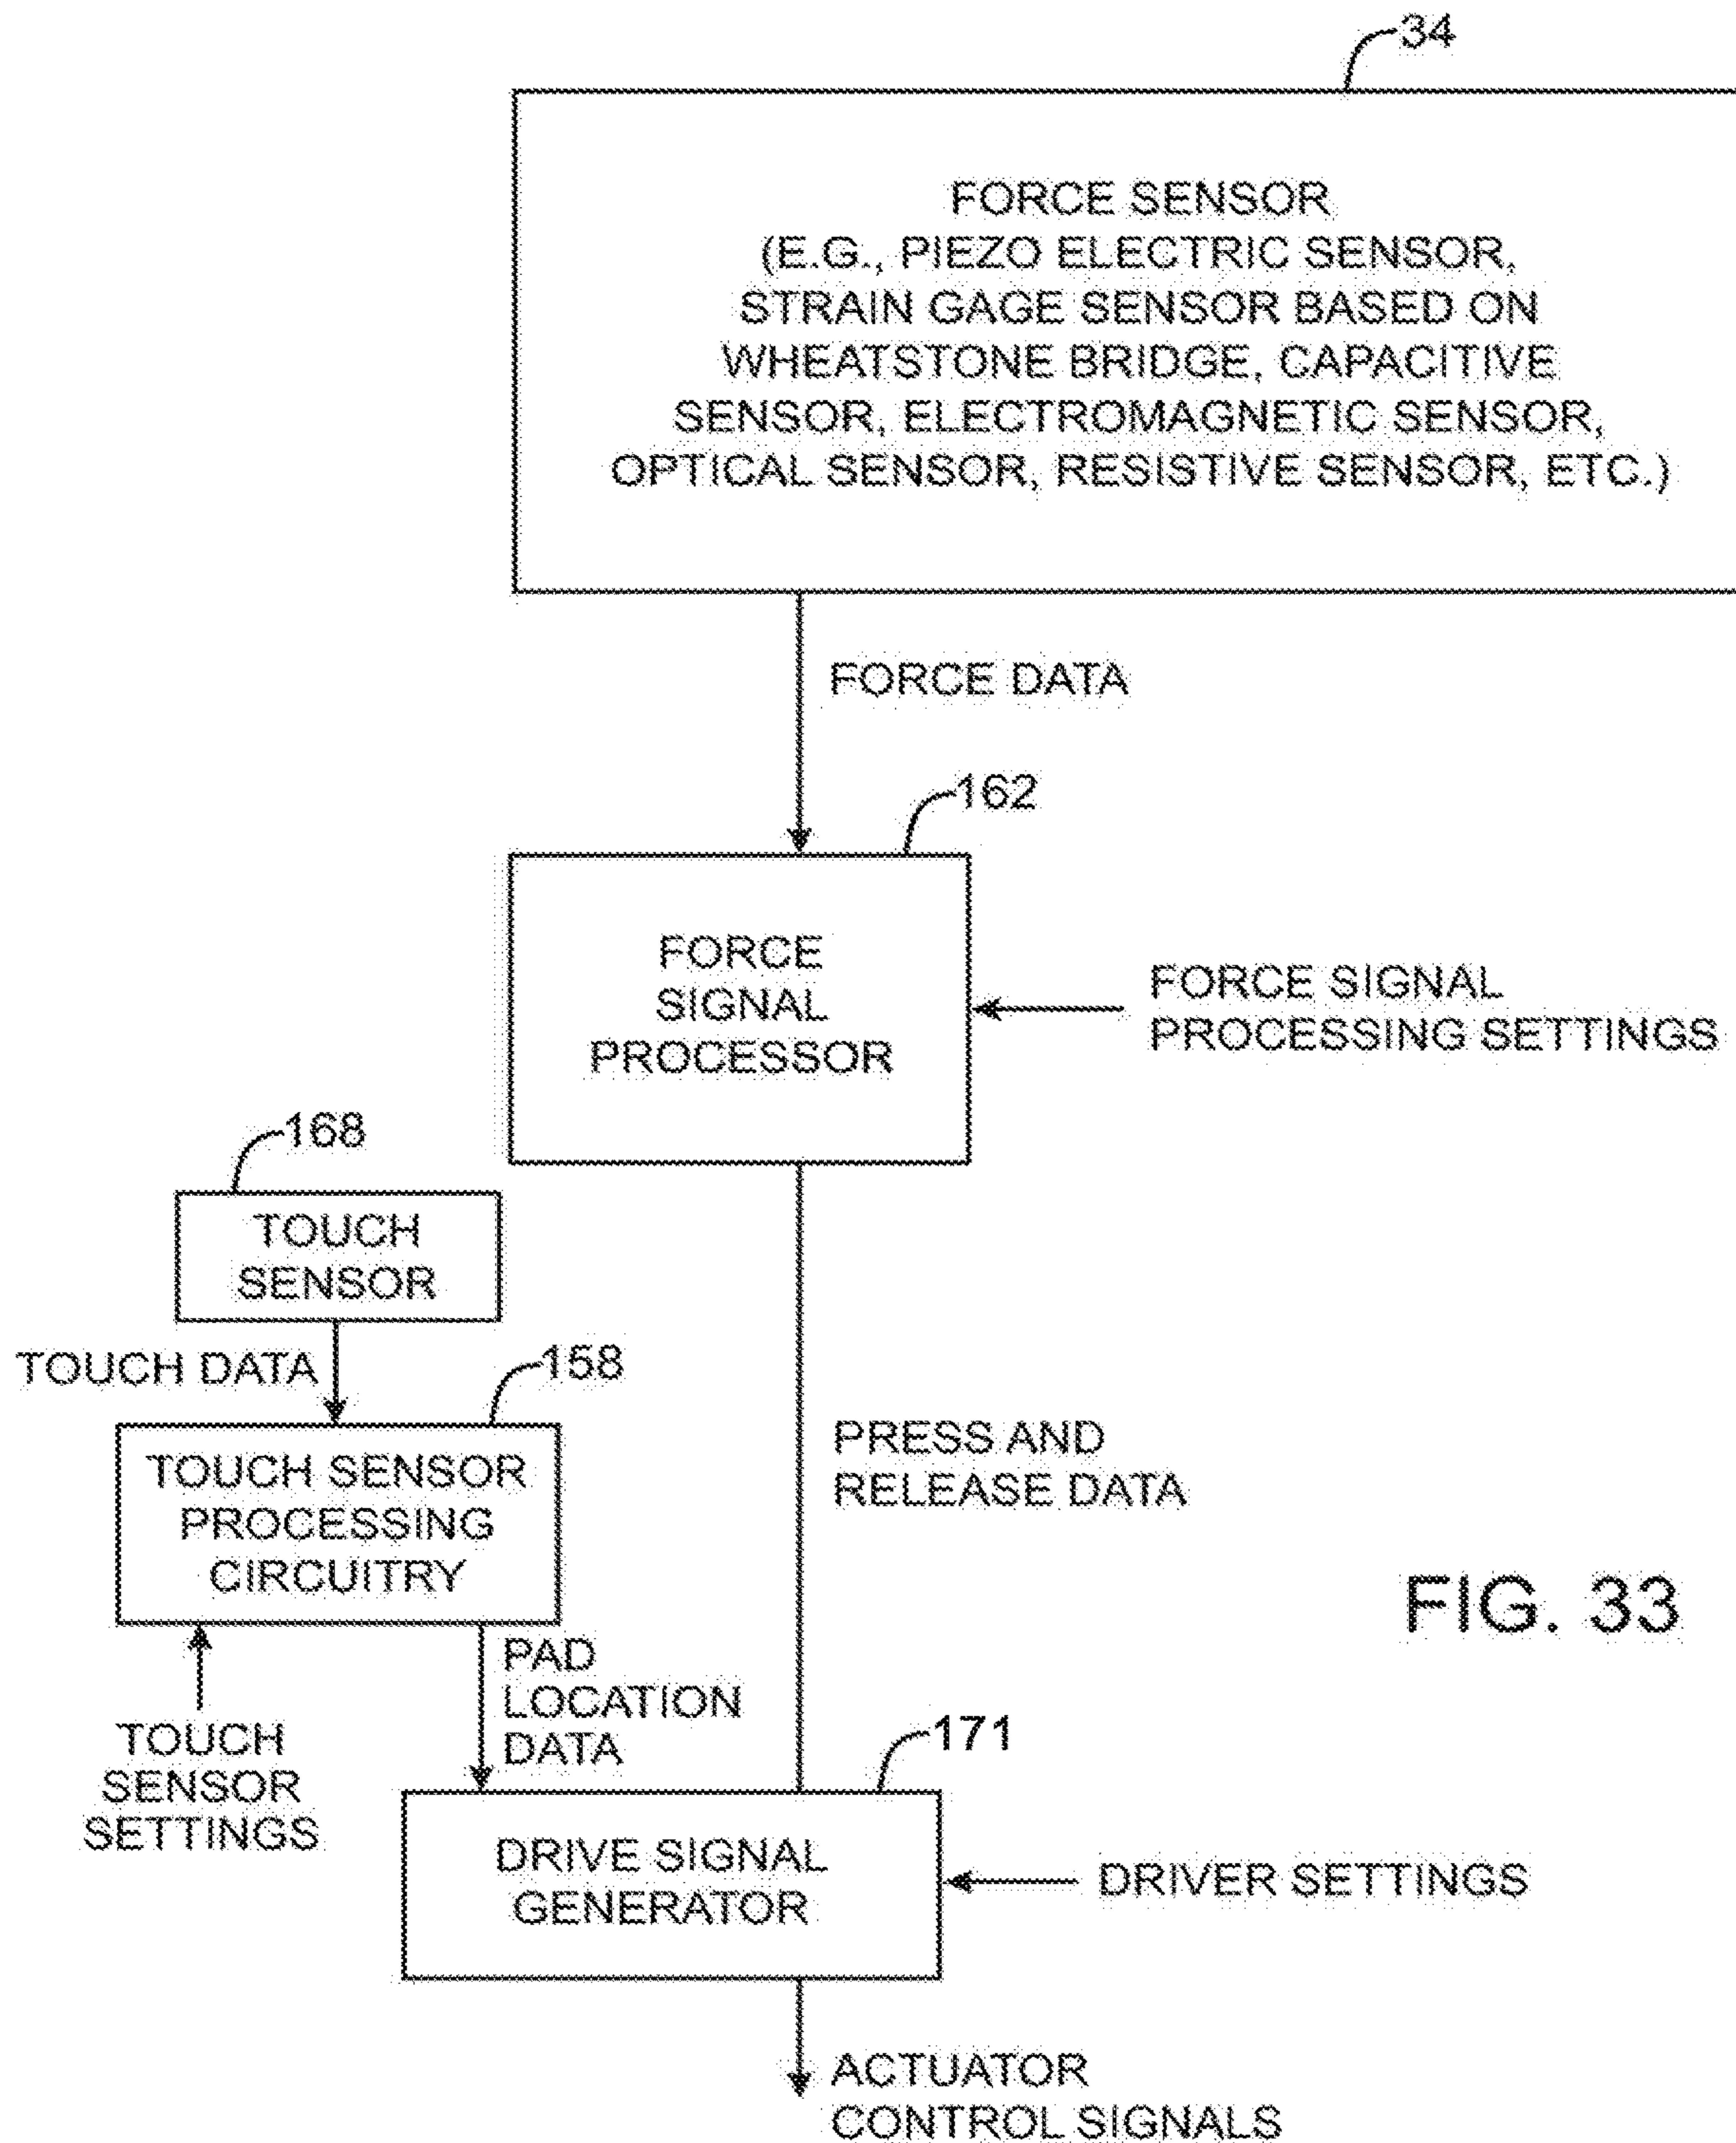 34
FORCE SENSOR
(E.G., PIEZO ELECTRIC SENSOR,
STRAIN GAGE SENSOR BASED ON
WHEATSTONE BRIDGE, CAPACITIVE
SENSOR, ELECTROMAGNETIC SENSOR,
OPTICAL SENSOR, RESISTIVE SENSOR, ETC.)
FORCE DATA
162
FORCE
SIGNAL
PROCESSOR
FORCE SIGNAL
PROCESSING SETTINGS
168
TOUCH
SENSOR
TOUCH DATA
158
TOUCH SENSOR
PROCESSING
CIRCUITRY
PRESS AND
RELEASE DATA
FIG. 33
TOUCH
SENSOR
SETTINGS
PAD
LOCATION
DATA
171
DRIVE SIGNAL
GENERATOR
DRIVER SETTINGS
ACTUATOR
CONTROL SIGNALS